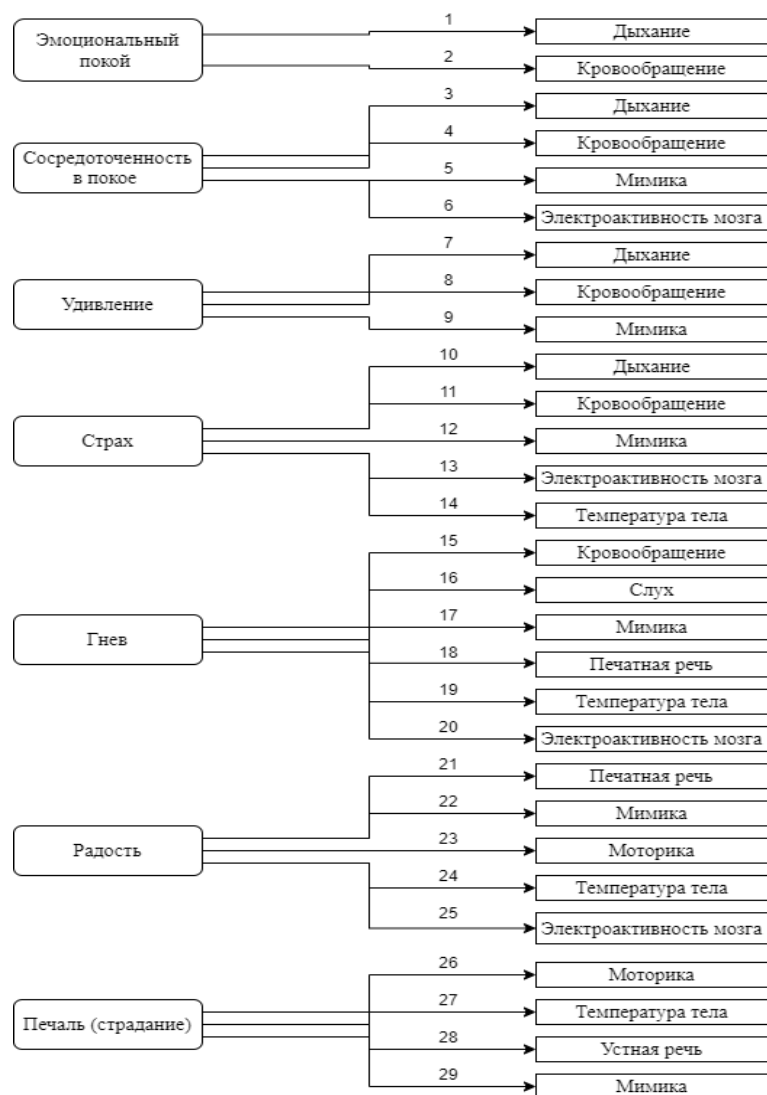 Эмоциональный
покой
1
Дыхание
2
Кровообращение
Сосредоточенность
в покое
3
Дыхание
4
Кровообращение
5
Мимика
6
Электроактивность мозга
Удивление
7
Дыхание
8
Кровообращение
9
Мимика
Страх
10
Дыхание
11
Кровообращение
12
Мимика
13
Электроактивность мозга
14
Температура тела
Гнев
15
Кровообращение
16
Слух
17
Мимика
18
Печатная речь
19
Температура тела
20
Электроактивность мозга
Радость
21
Печатная речь
22
Мимика
23
Моторика
24
Температура тела
25
Электроактивность мозга
Печаль (страдание)
26
Моторика
27
Температура тела
28
Устная речь
29
Мимика